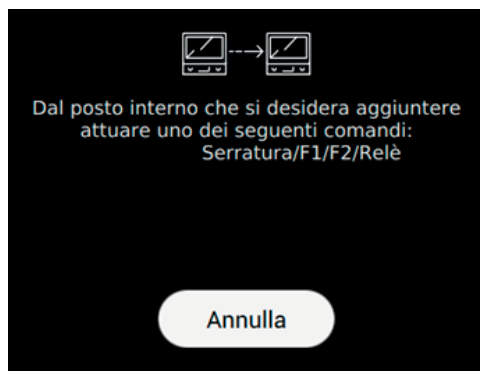 Dal posto interno che si desidera aggiuntere
attuare uno dei seguenti comandi:
Serratura/F1/F2/Relè
Annulla